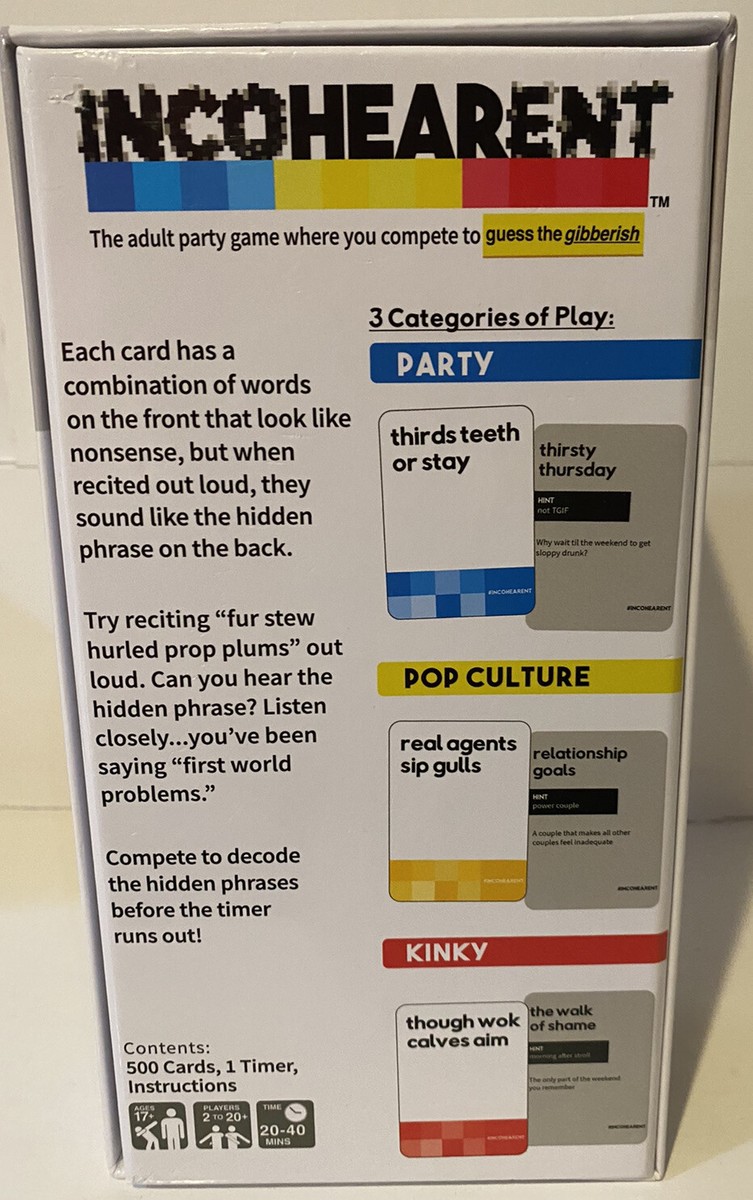 INCOHEARENT
TM
The adult party game where you compete to guess the gibberish
Each card has a
combination of words
on the front that look like
nonsense, but when
recited out loud, they
sound like the hidden
phrase on the back.
Try reciting “fur stew
hurled prop plums” out
loud. Can you hear the
hidden phrase? Listen
closely...you’ve been
saying “first world
problems.”
Compete to decode
the hidden phrases
before the timer
runs out!
Contents:
500 Cards, 1 Timer,
Instructions
AGES
17+
PLAYERS
2 TO 20+
TIME
20-40
MINS
3 Categories of Play:
PARTY
thirds teeth
or stay
#INCOHEARENT
thirsty
thursday
HINT
not TGIF
Why wait til the weekend to get
sloppy drunk?
#INCOHEARENT
POP CULTURE
real agents
sip gulls
#INCOHEARENT
relationship
goals
HINT
power couple
A couple that makes all other
couples feel inadequate
#INCOHEARENT
KINKY
though wok
calves aim
#INCOHEARENT
the walk
of shame
HINT
morning after stroll
The only part of the weekend
you remember
#INCOHEARENT